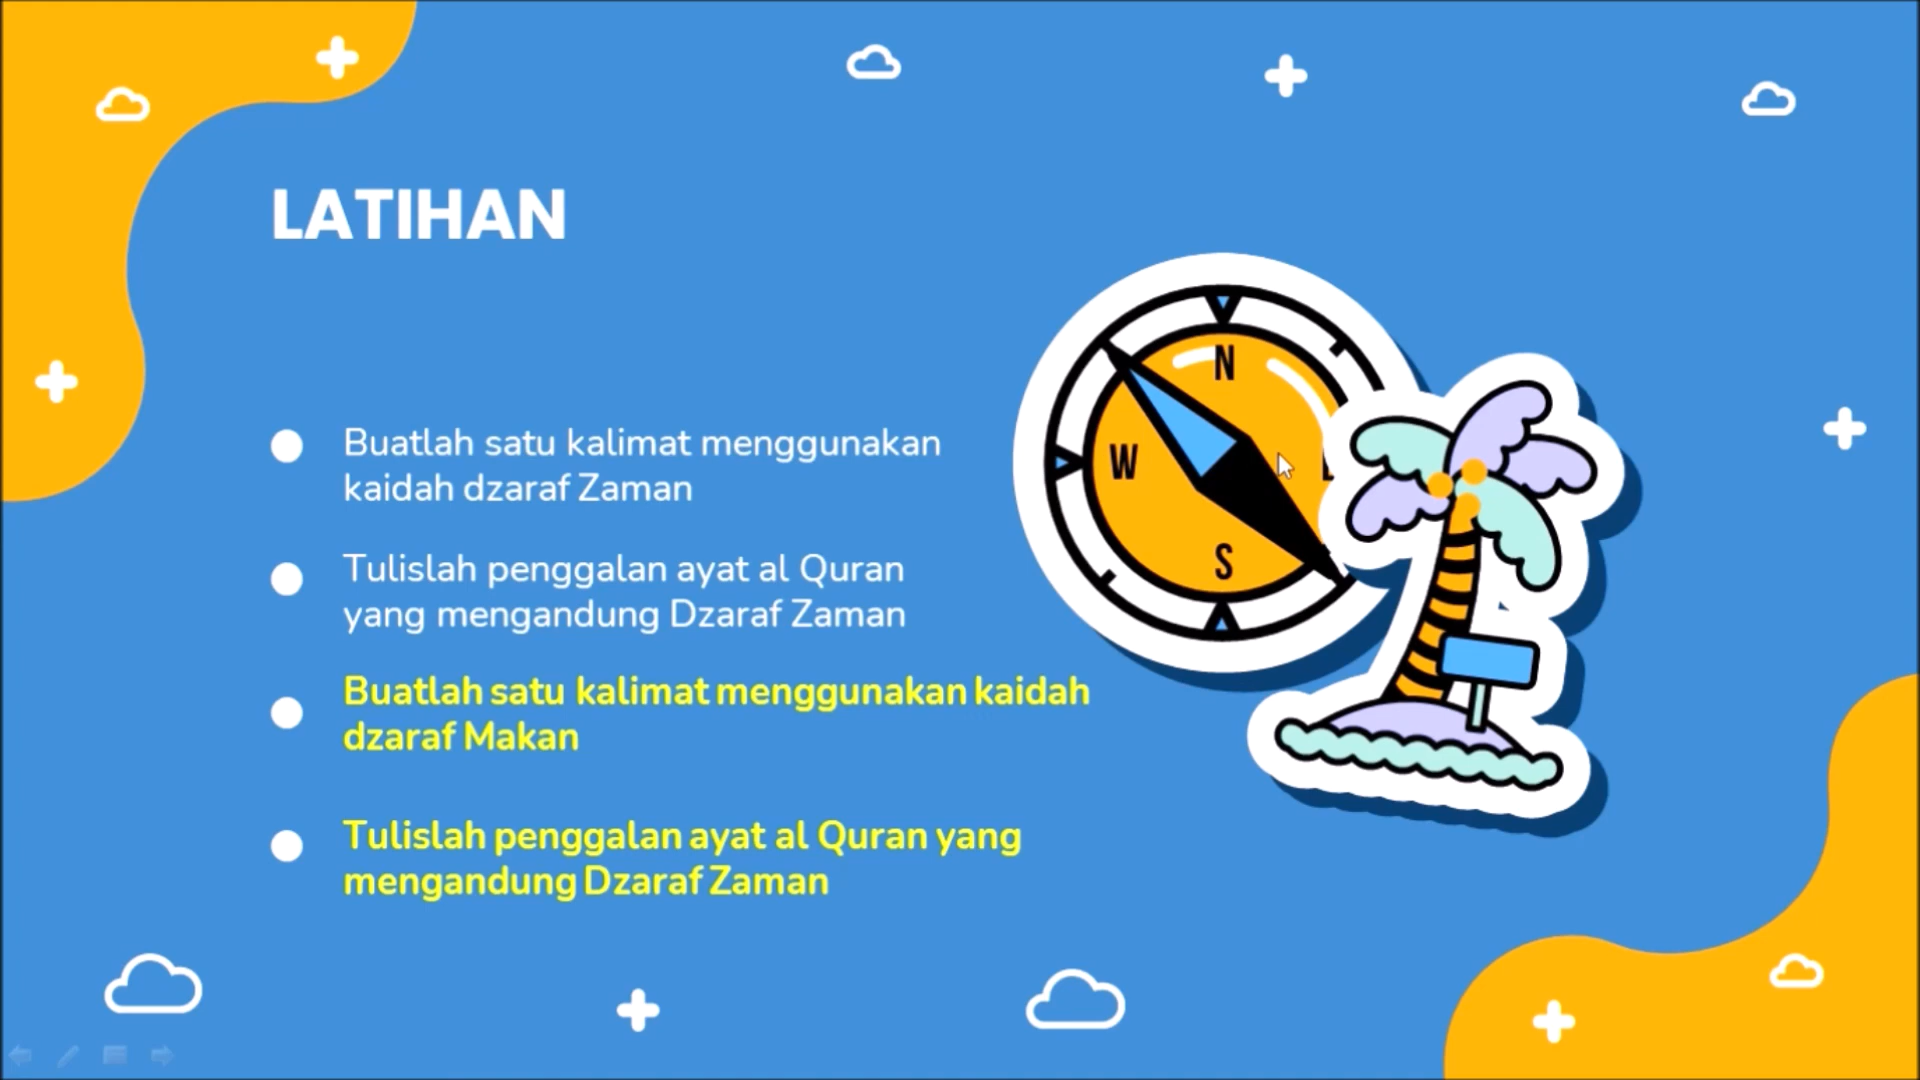 LATIHAN
Buatlah satu kalimat menggunakan
kaidah dzaraf Zaman
Tulislah penggalan ayat al Quran
yang mengandung Dzaraf Zaman
Buatlah satu kalimat menggunakan kaidah
dzaraf Makan
Tulislah penggalan ayat al Quran yang
mengandung Dzaraf Zaman
N
W
S